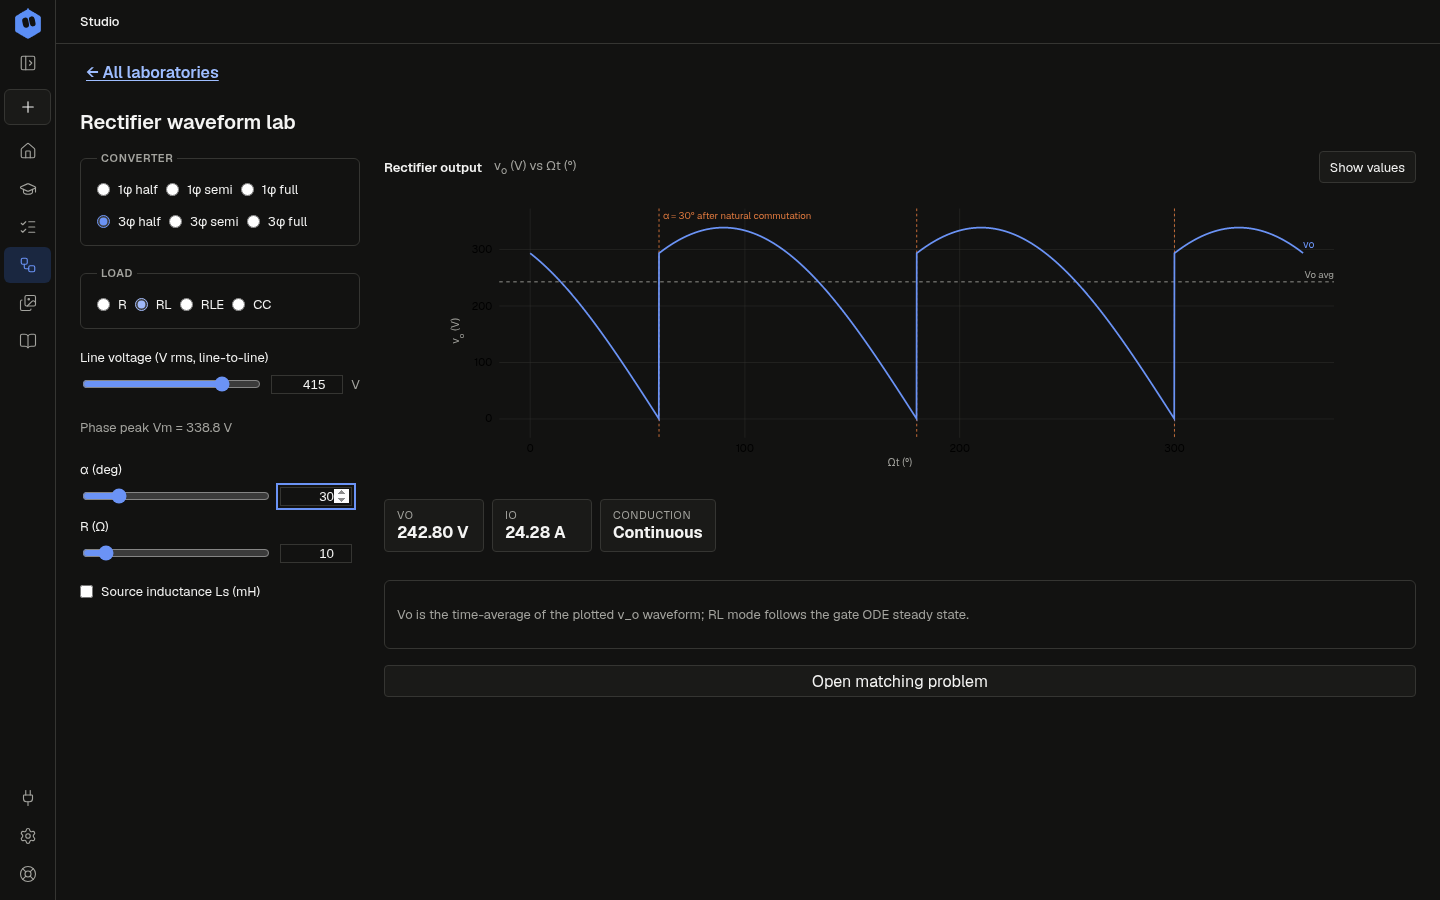 Studio
← All laboratories
Rectifier waveform lab
CONVERTER
1φ half 1φ semi 1φ full
3φ half 3φ semi 3φ full
LOAD
R RL RLE CC
Line voltage (V rms, line-to-line)
415 V
Phase peak Vm = 338.8 V
α (deg)
30
R (Ω)
10
Source inductance Ls (mH)
Rectifier output vo (V) vs Ωt (°)
Show values
α = 30° after natural commutation
vo
Vo avg
300
200
100
0
vo (V)
0 100 200 300
Ωt (°)
VO
242.80 V
IO
24.28 A
CONDUCTION
Continuous
Vo is the time-average of the plotted v_o waveform; RL mode follows the gate ODE steady state.
Open matching problem